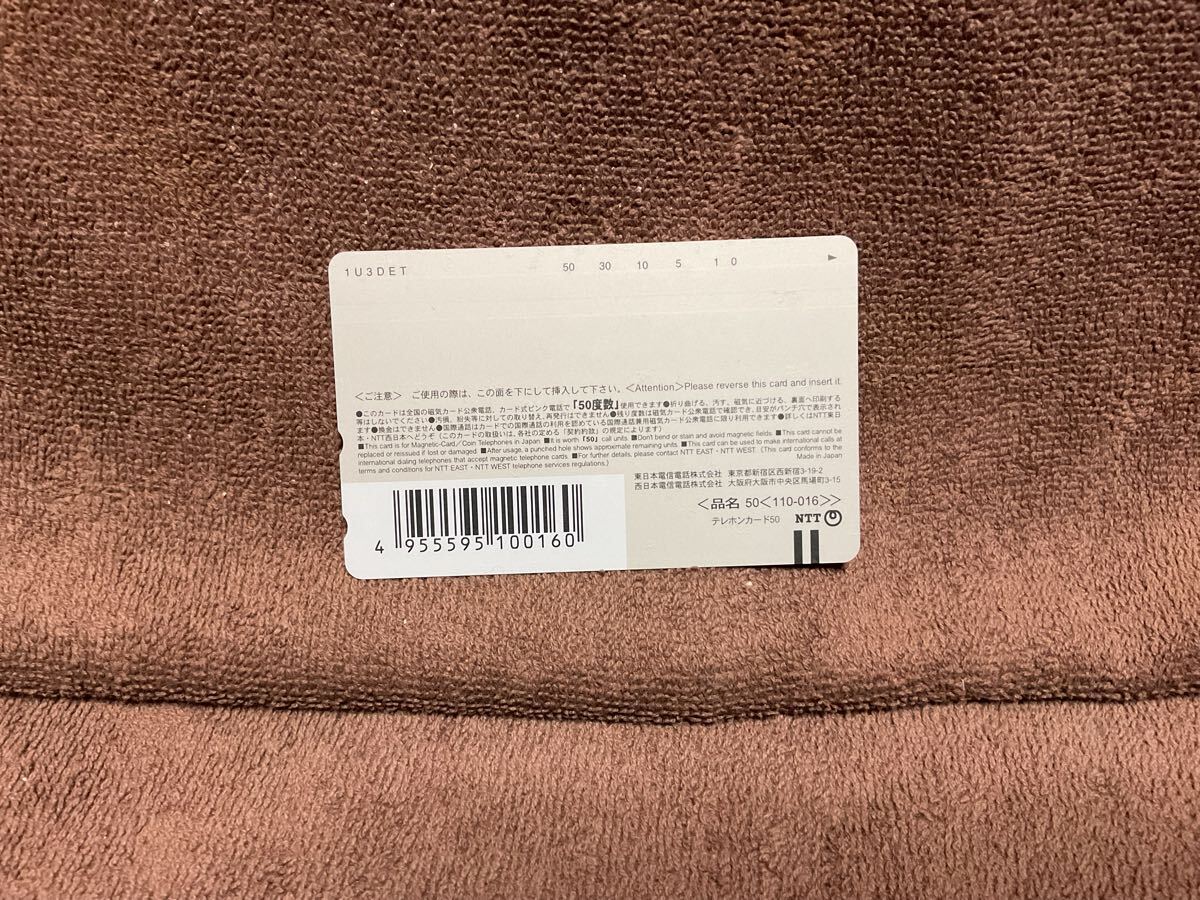 1U3DET 50 30 10 5 1 0 ►
＜ご注意＞ ご使用の際は、この面を下にして挿入して下さい。＜Attention＞Please reverse this card and insert it.
●このカードは全国の磁気カード公衆電話、カード式ピンク電話で「50度数」使用できます●折り曲げる、汚す、磁気に近づける、裏面へ印刷する
等はしないでください●汚損、紛失等に対しての取り替え、再発行はできません●残り度数は磁気カード公衆電話で確認でき、目安がパンチ穴で表示され
ます●換金はできません●国際通話はカードでの国際通話の利用を認めている国際通話兼用磁気カード公衆電話に限り利用できます●詳しくはNTT東日
本・NTT西日本へどうぞ（このカードの取扱いは、各社の定める「契約約款」の規定によります）
■This card is for Magnetic-Card／Coin Telephones in Japan. ■It is worth「50」call units. ■Don't bend or stain and avoid magnetic fields. ■This card cannot be
replaced or reissued if lost or damaged. ■After usage, a punched hole shows approximate remaining units. ■This card can be used to make international calls at
international dialing telephones that accept magnetic telephone cards. ■For further details, please contact NTT EAST・NTT WEST.（This card conforms to the
terms and conditions for NTT EAST・NTT WEST telephone services regulations.） Made in Japan
東日本電信電話株式会社 東京都新宿区西新宿3-19-2
西日本電信電話株式会社 大阪府大阪市中央区馬場町3-15
＜品名 50＜110-016＞＞
テレホンカード50 NTT
4 955595 100160